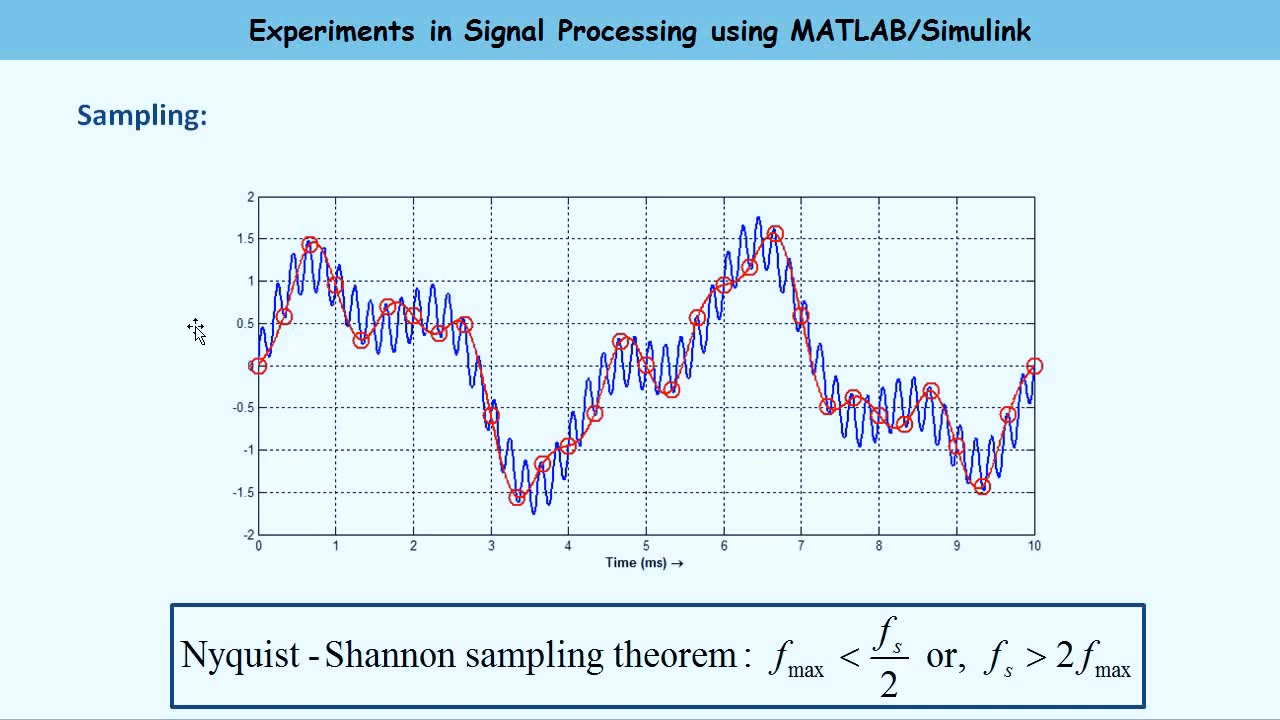 Experiments in Signal Processing using MATLAB/Simulink
Sampling:
2
1.5
1
0.5
0
-0.5
-1
-1.5
-2
0 1 2 3 4 5 6 7 8 9 10
Time (ms) →
Nyquist - Shannon sampling theorem : f_max < f_s / 2 or, f_s > 2 f_max